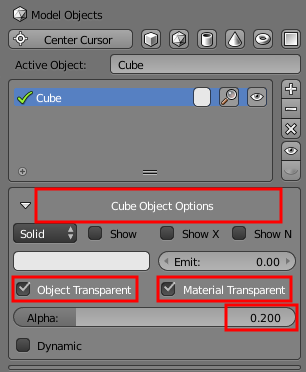 Model Objects
Center Cursor
Active Object: Cube
Cube
Cube Object Options
Solid Show Show X Show N
Emit: 0.00
Object Transparent Material Transparent
Alpha: 0.200
Dynamic